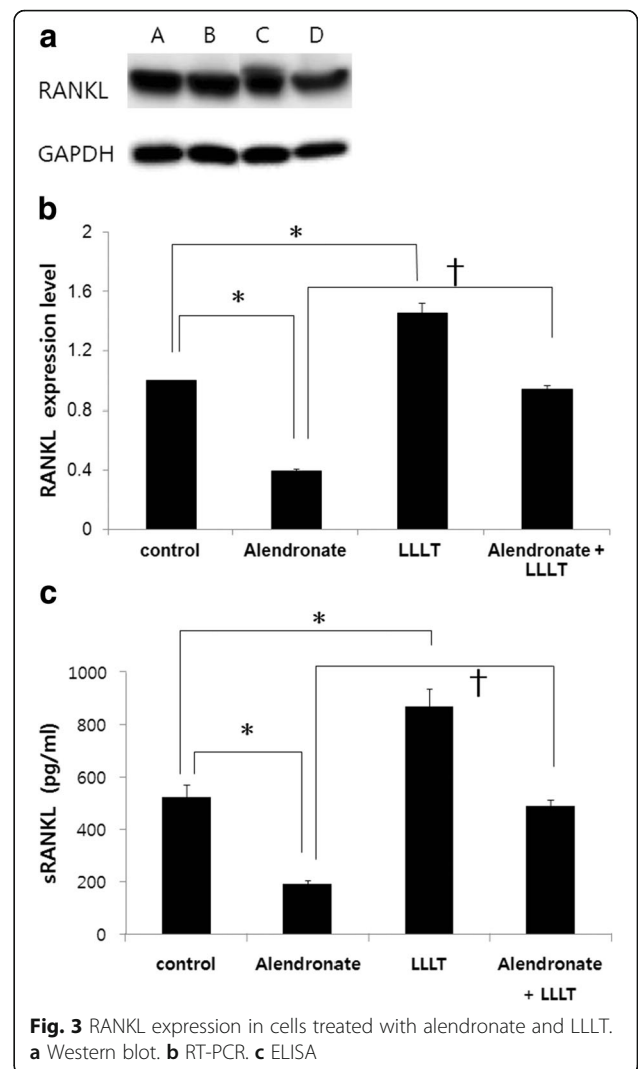 a
A B C D
RANKL
GAPDH
b
RANKL expression level
2
1.6
1.2
0.8
0.4
0
*
*
†
control Alendronate LLLT Alendronate +
LLLT
c
sRANKL (pg/ml)
1000
800
600
400
200
0
*
*
†
control Alendronate LLLT Alendronate
+ LLLT
Fig. 3 RANKL expression in cells treated with alendronate and LLLT.
a Western blot. b RT-PCR. c ELISA